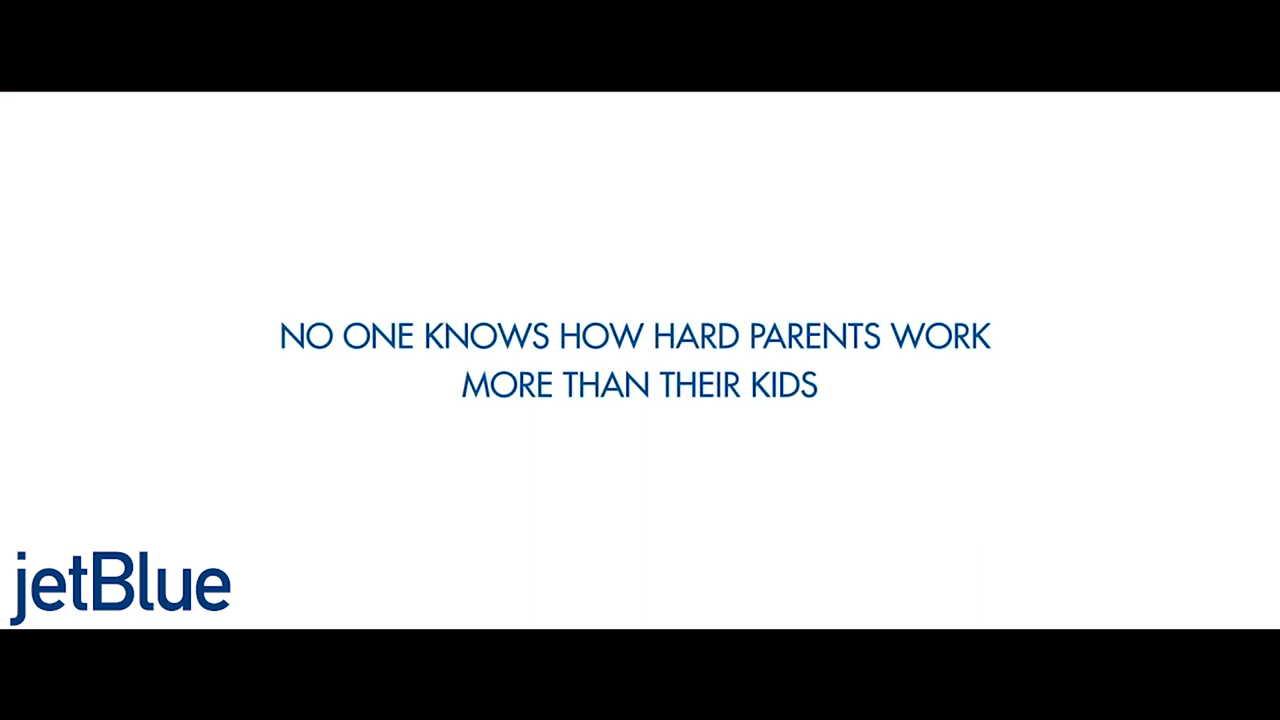 NO ONE KNOWS HOW HARD PARENTS WORK
MORE THAN THEIR KIDS
jetBlue